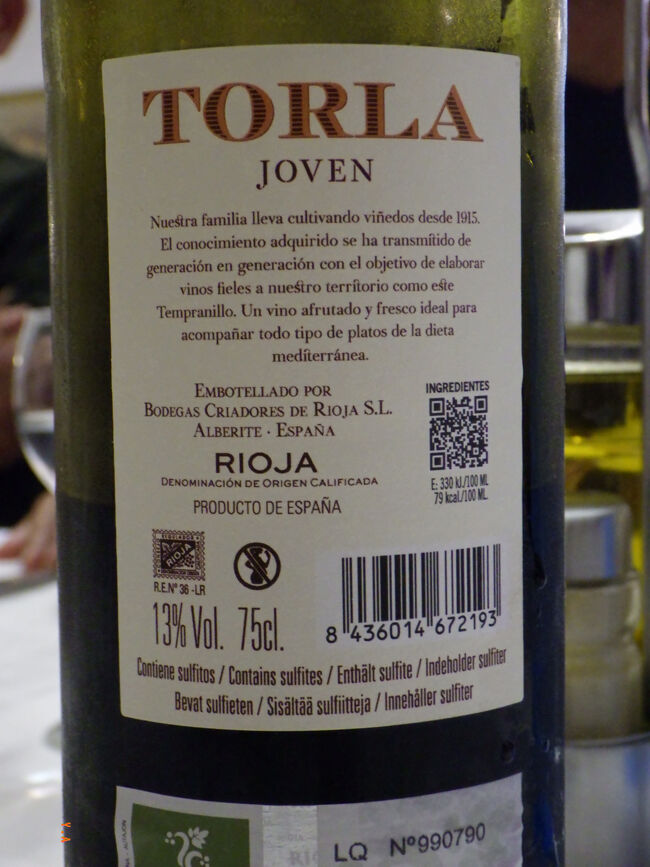 TORLA
JOVEN
Nuestra familia lleva cultivando viñedos desde 1915.
El conocimiento adquirido se ha transmitido de
generación en generación con el objetivo de elaborar
vinos fieles a nuestro territorio como este
Tempranillo. Un vino afrutado y fresco ideal para
acompañar todo tipo de platos de la dieta
mediterránea.
EMBOTELLADO POR
BODEGAS CRIADORES DE RIOJA S.L.
ALBERITE · ESPAÑA
RIOJA
DENOMINACIÓN DE ORIGEN CALIFICADA
PRODUCTO DE ESPAÑA
INGREDIENTES
E: 330 kJ/100 ML
79 kcal/100 ML.
RIOJA
R.E.Nº 36 -LR
13% Vol. 75cl.
8 436014 672193
Contiene sulfitos / Contains sulfites / Enthält sulfite / Indeholder sulfiter
Bevat sulfieten / Sisältää sulfiitteja / Innehåller sulfiter
LQ Nº990790